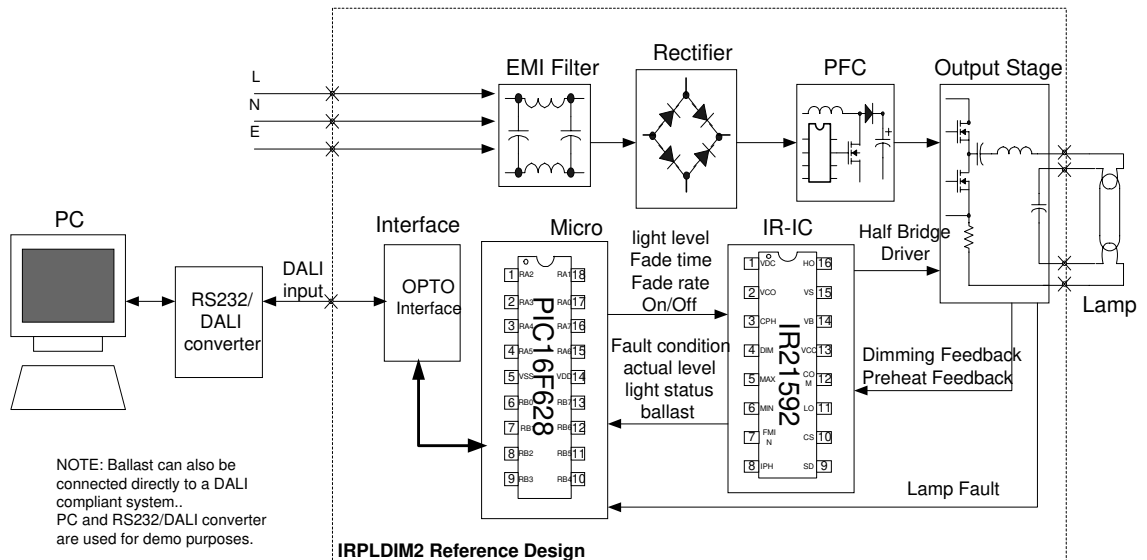 Rectifier
EMI Filter
PFC
Output Stage
L
N
E
+
PC
Interface
Micro
IR-IC
light level
Fade time
Fade rate
On/Off
Half Bridge
Driver
Lamp
DALI
input
RS232/
DALI
converter
OPTO
Interface
PIC16F628
1 RA2 RA1 18
2 RA3 RA0 17
3 RA4 RA7 16
4 RA5 RA6 15
5 VSS VDD 14
6 RB0 RB7 13
7 RB1 RB6 12
8 RB2 RB5 11
9 RB3 RB4 10
Fault condition
actual level
light status
ballast
IR21592
1 VDC HO 16
2 VCO VS 15
3 CPH VB 14
4 DIM VCC 13
5 MAX COM 12
6 MIN LO 11
7 FMIN CS 10
8 IPH SD 9
Dimming Feedback
Preheat Feedback
Lamp Fault
NOTE: Ballast can also be
connected directly to a DALI
compliant system..
PC and RS232/DALI converter
are used for demo purposes.
IRPLDIM2 Reference Design